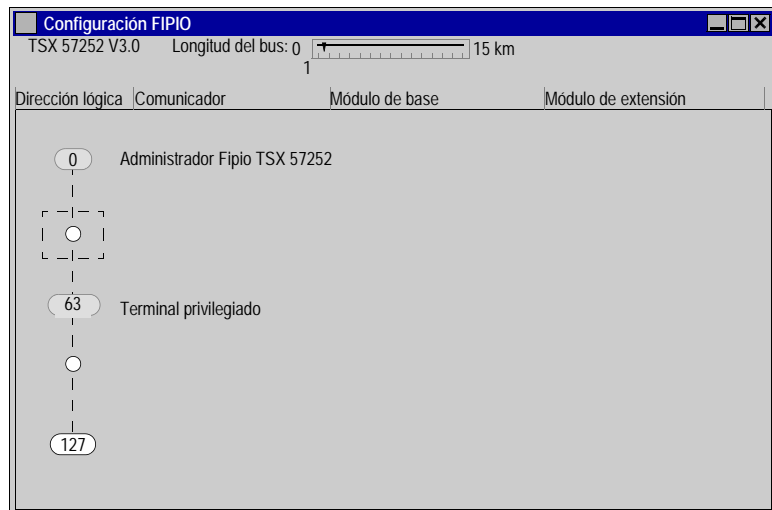 Configuración FIPIO
TSX 57252 V3.0 Longitud del bus: 0 15 km
1
Dirección lógica Comunicador Módulo de base Módulo de extensión
0 Administrador Fipio TSX 57252
63 Terminal privilegiado
127